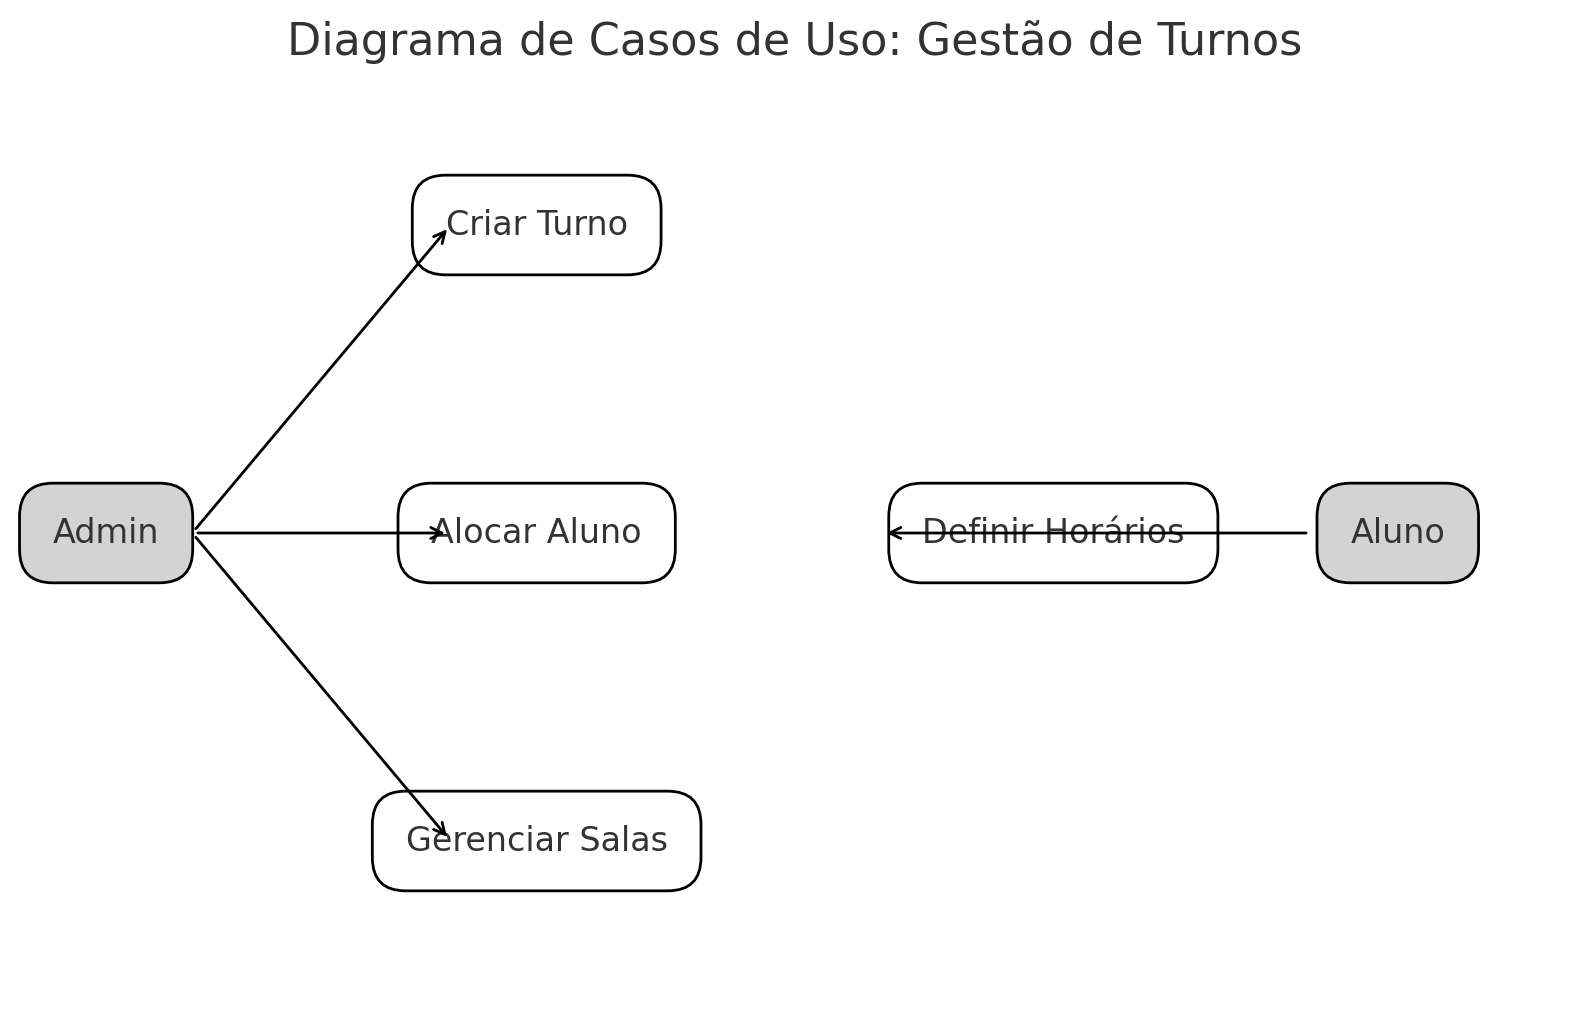 Diagrama de Casos de Uso: Gestão de Turnos
Criar Turno
Admin
Alocar Aluno
Definir Horários
Aluno
Gerenciar Salas